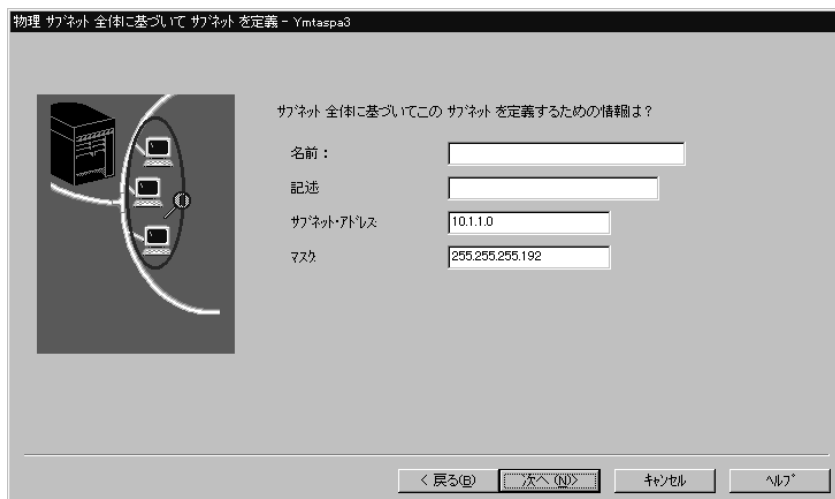 物理 ｻﾌﾞﾈｯﾄ 全体に基づいて ｻﾌﾞﾈｯﾄ を定義 - Ymtaspa3
ｻﾌﾞﾈｯﾄ 全体に基づいてこの ｻﾌﾞﾈｯﾄ を定義するための情報は？
名前：
記述
ｻﾌﾞﾈｯﾄ･ｱﾄﾞﾚｽ
10.1.1.0
ﾏｽｸ
255.255.255.192
< 戻る(B) 次へ(N)> ｷｬﾝｾﾙ ﾍﾙﾌﾟ